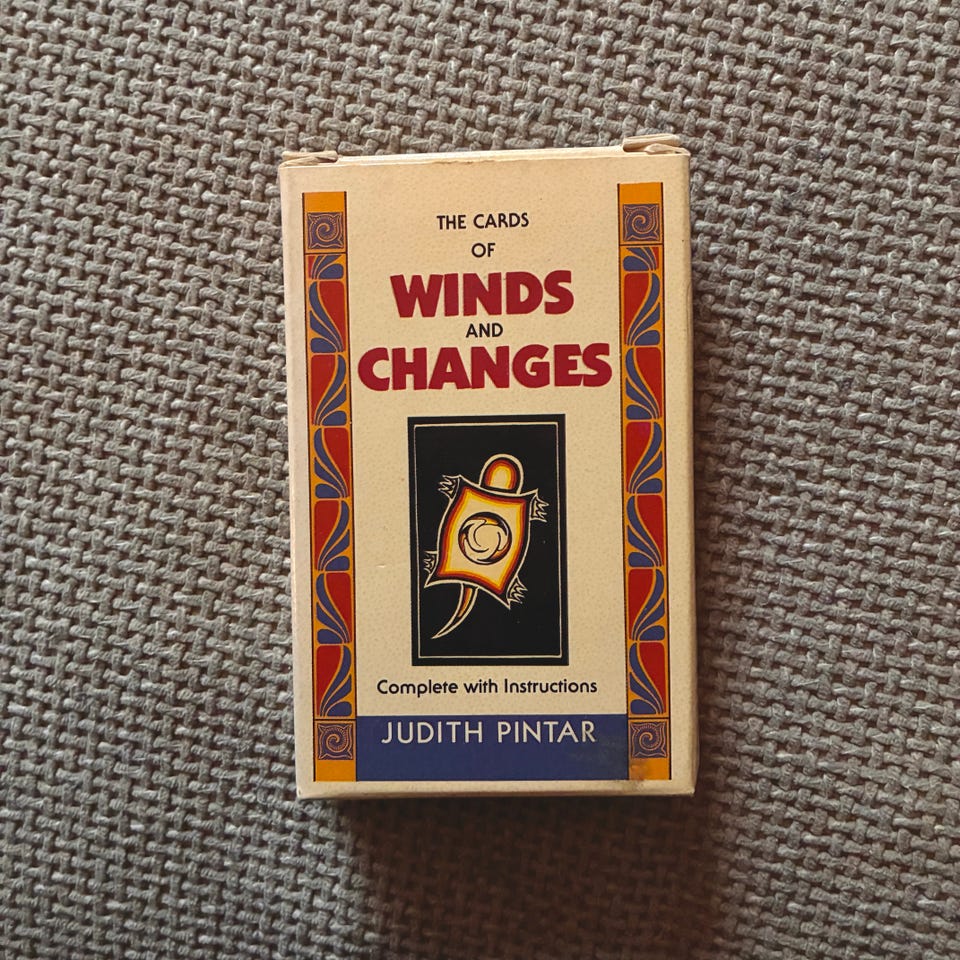 THE CARDS
OF
WINDS
AND
CHANGES
Complete with Instructions
JUDITH PINTAR